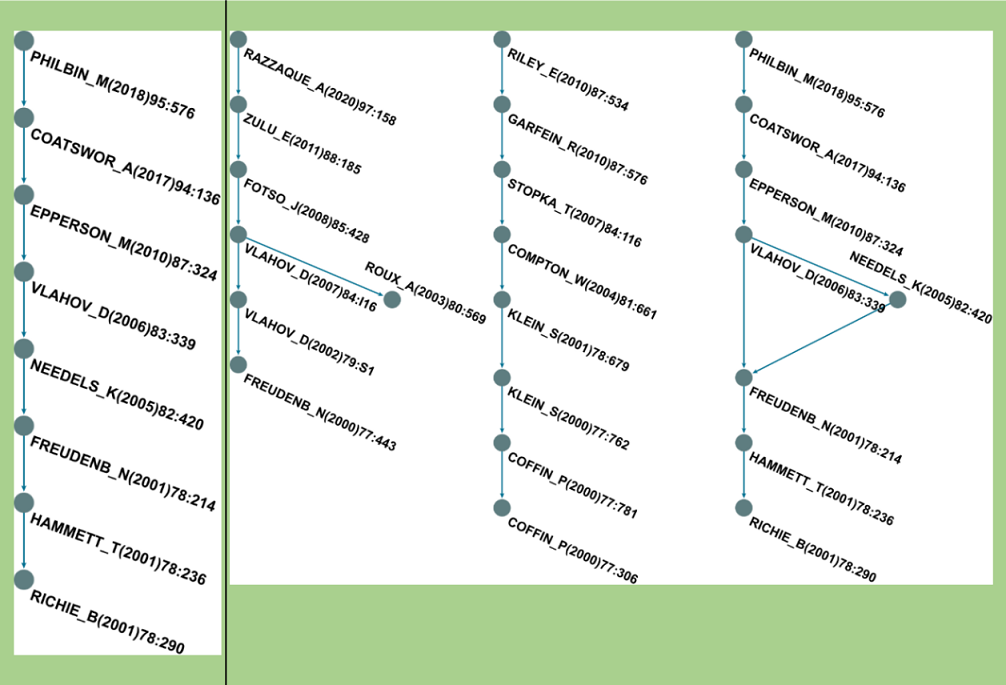 PHILBIN_M(2018)95:576
COATSWOR_A(2017)94:136
EPPERSON_M(2010)87:324
VLAHOV_D(2006)83:339
NEEDELS_K(2005)82:420
FREUDENB_N(2001)78:214
HAMMETT_T(2001)78:236
RICHIE_B(2001)78:290
RAZZAQUE_A(2020)97:158
ZULU_E(2011)88:185
FOTSO_J(2008)85:428
VLAHOV_D(2007)84:I16
ROUX_A(2003)80:569
VLAHOV_D(2002)79:S1
FREUDENB_N(2000)77:443
RILEY_E(2010)87:534
GARFEIN_R(2010)87:576
STOPKA_T(2007)84:116
COMPTON_W(2004)81:661
KLEIN_S(2001)78:679
KLEIN_S(2000)77:762
COFFIN_P(2000)77:781
COFFIN_P(2000)77:306
PHILBIN_M(2018)95:576
COATSWOR_A(2017)94:136
EPPERSON_M(2010)87:324
VLAHOV_D(2006)83:339
NEEDELS_K(2005)82:420
FREUDENB_N(2001)78:214
HAMMETT_T(2001)78:236
RICHIE_B(2001)78:290